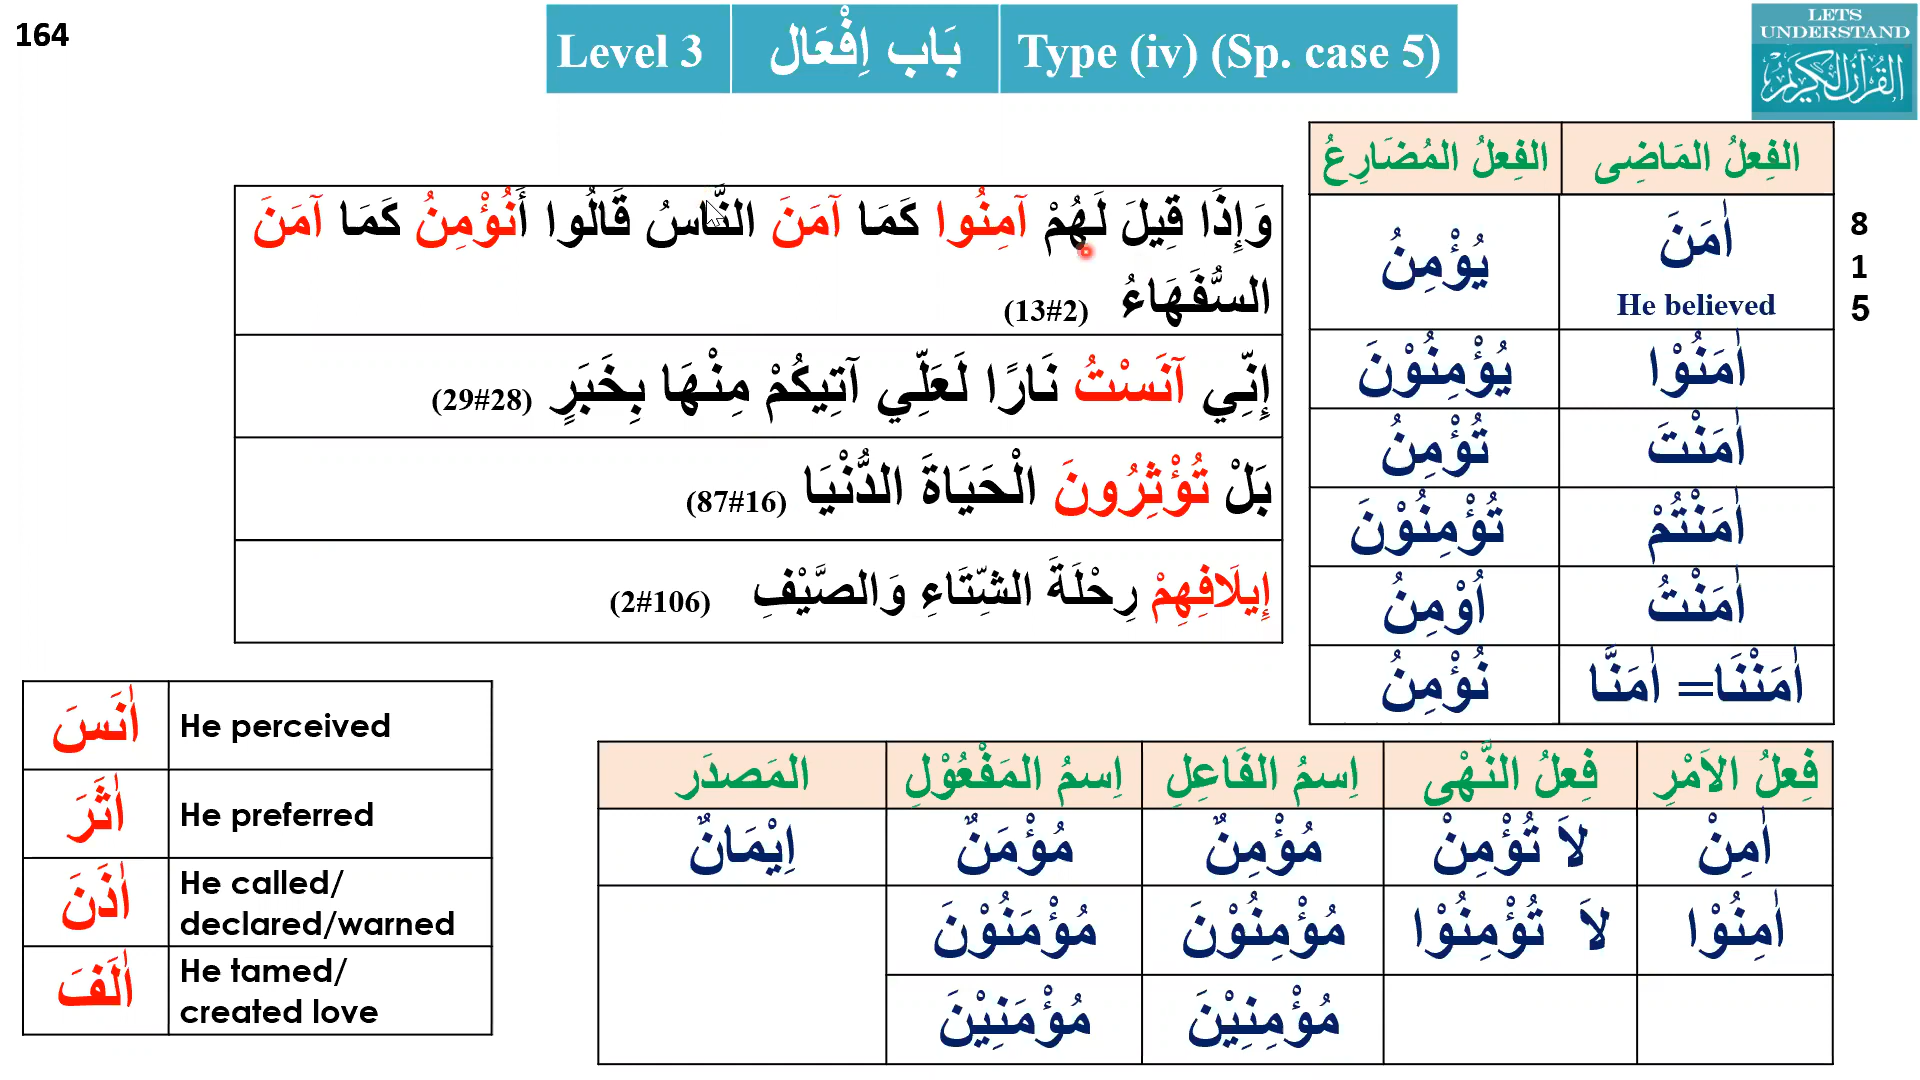 164
Level 3 بَاب اِفْعَال Type (iv) (Sp. case 5)
LETS
UNDERSTAND
القرآن الكريم
الفِعلُ المَاضِى الفِعلُ المُضَارِعُ
اٰمَنَ يُؤْمِنُ
He believed
8
1
5
اٰمَنُوْا يُؤْمِنُوْنَ
اٰمَنْتَ تُؤْمِنُ
اٰمَنْتُمْ تُؤْمِنُوْنَ
اٰمَنْتُ اُوْمِنُ
اٰمَنْنَا= اٰمَنَّا نُؤْمِنُ
وَإِذَا قِيلَ لَهُمْ آمِنُوا كَمَا آمَنَ النَّاسُ قَالُوا أَنُؤْمِنُ كَمَا آمَنَ
السُّفَهَاءُ (13#2)
إِنِّي آنَسْتُ نَارًا لَعَلِّي آتِيكُمْ مِنْهَا بِخَبَرٍ (29#28)
بَلْ تُؤْثِرُونَ الْحَيَاةَ الدُّنْيَا (87#16)
إِيلَافِهِمْ رِحْلَةَ الشِّتَاءِ وَالصَّيْفِ (2#106)
اٰنَسَ He perceived
اٰثَرَ He preferred
اٰذَنَ He called/
declared/warned
اٰلَفَ He tamed/
created love
فِعلُ الاَمْرِ فِعلُ النَّهْى اِسمُ الفَاعِلِ اِسمُ المَفْعُوْلِ المَصدَر
اٰمِنْ لاَ تُؤْمِنْ مُؤْمِنٌ مُؤْمَنٌ اِيْمَانٌ
اٰمِنُوْا لاَ تُؤْمِنُوْا مُؤْمِنُوْنَ مُؤْمَنُوْنَ
مُؤْمِنِيْنَ مُؤْمَنِيْنَ